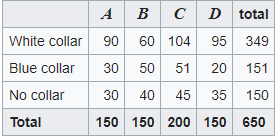 A B C D total
White collar 90 60 104 95 349
Blue collar 30 50 51 20 151
No collar 30 40 45 35 150
Total 150 150 200 150 650